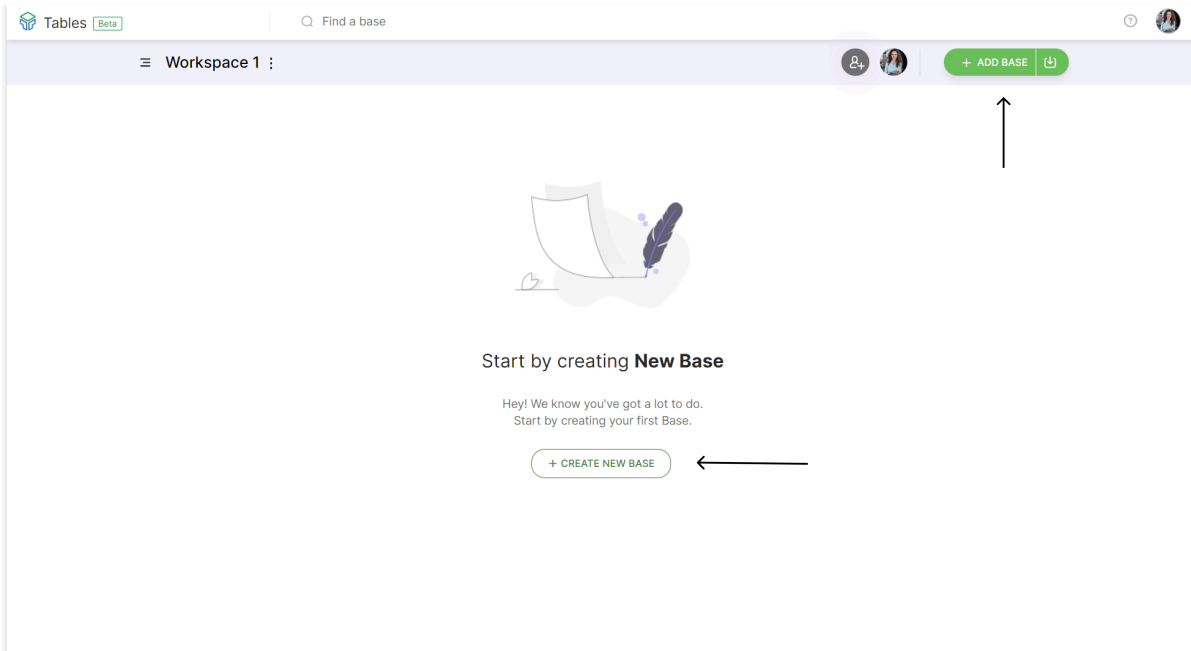 Tables Beta
Find a base
?
Workspace 1
+ ADD BASE
Start by creating New Base
Hey! We know you've got a lot to do.
Start by creating your first Base.
+ CREATE NEW BASE